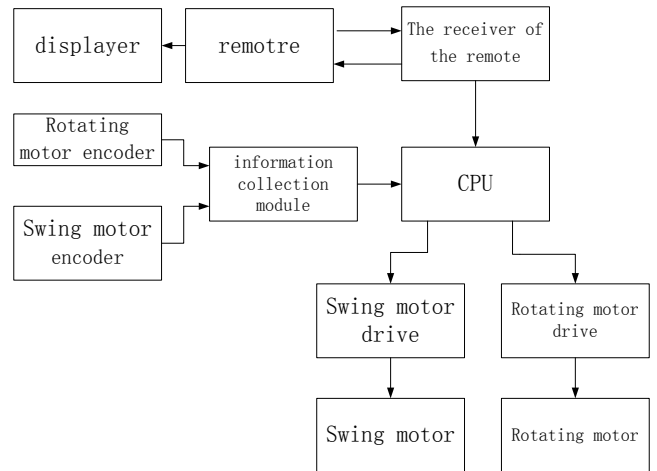 displayer
remotre
The receiver of
the remote
Rotating
motor encoder
information
collection
module
CPU
Swing motor
encoder
Swing motor
drive
Rotating motor
drive
Swing motor
Rotating motor